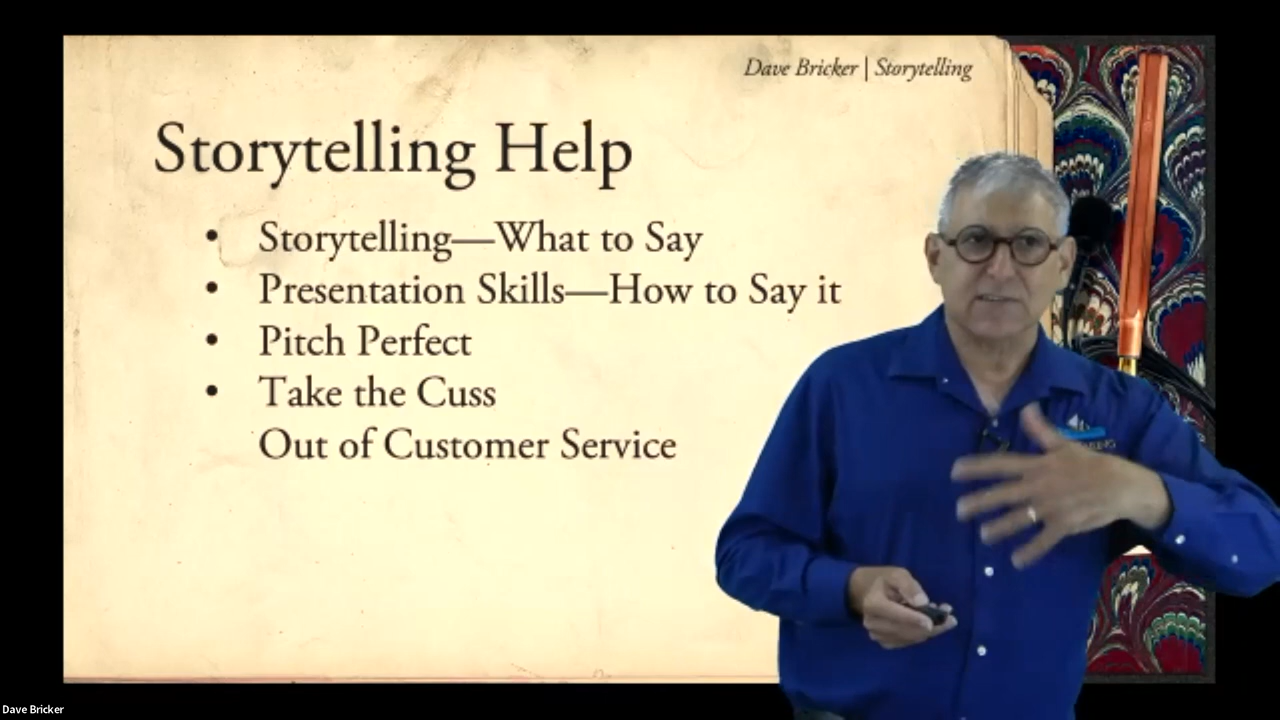 Dave Bricker | Storytelling
Storytelling Help
• Storytelling—What to Say
• Presentation Skills—How to Say it
• Pitch Perfect
• Take the Cuss
Out of Customer Service
Dave Bricker